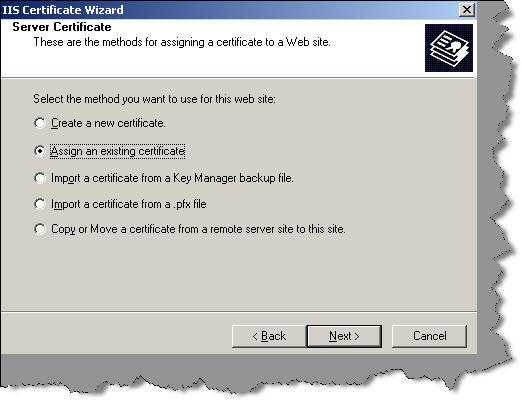 IIS Certificate Wizard
Server Certificate
These are the methods for assigning a certificate to a Web site.
Select the method you want to use for this web site:
Create a new certificate.
Assign an existing certificate
Import a certificate from a Key Manager backup file.
Import a certificate from a .pfx file
Copy or Move a certificate from a remote server site to this site.
< Back Next > Cancel